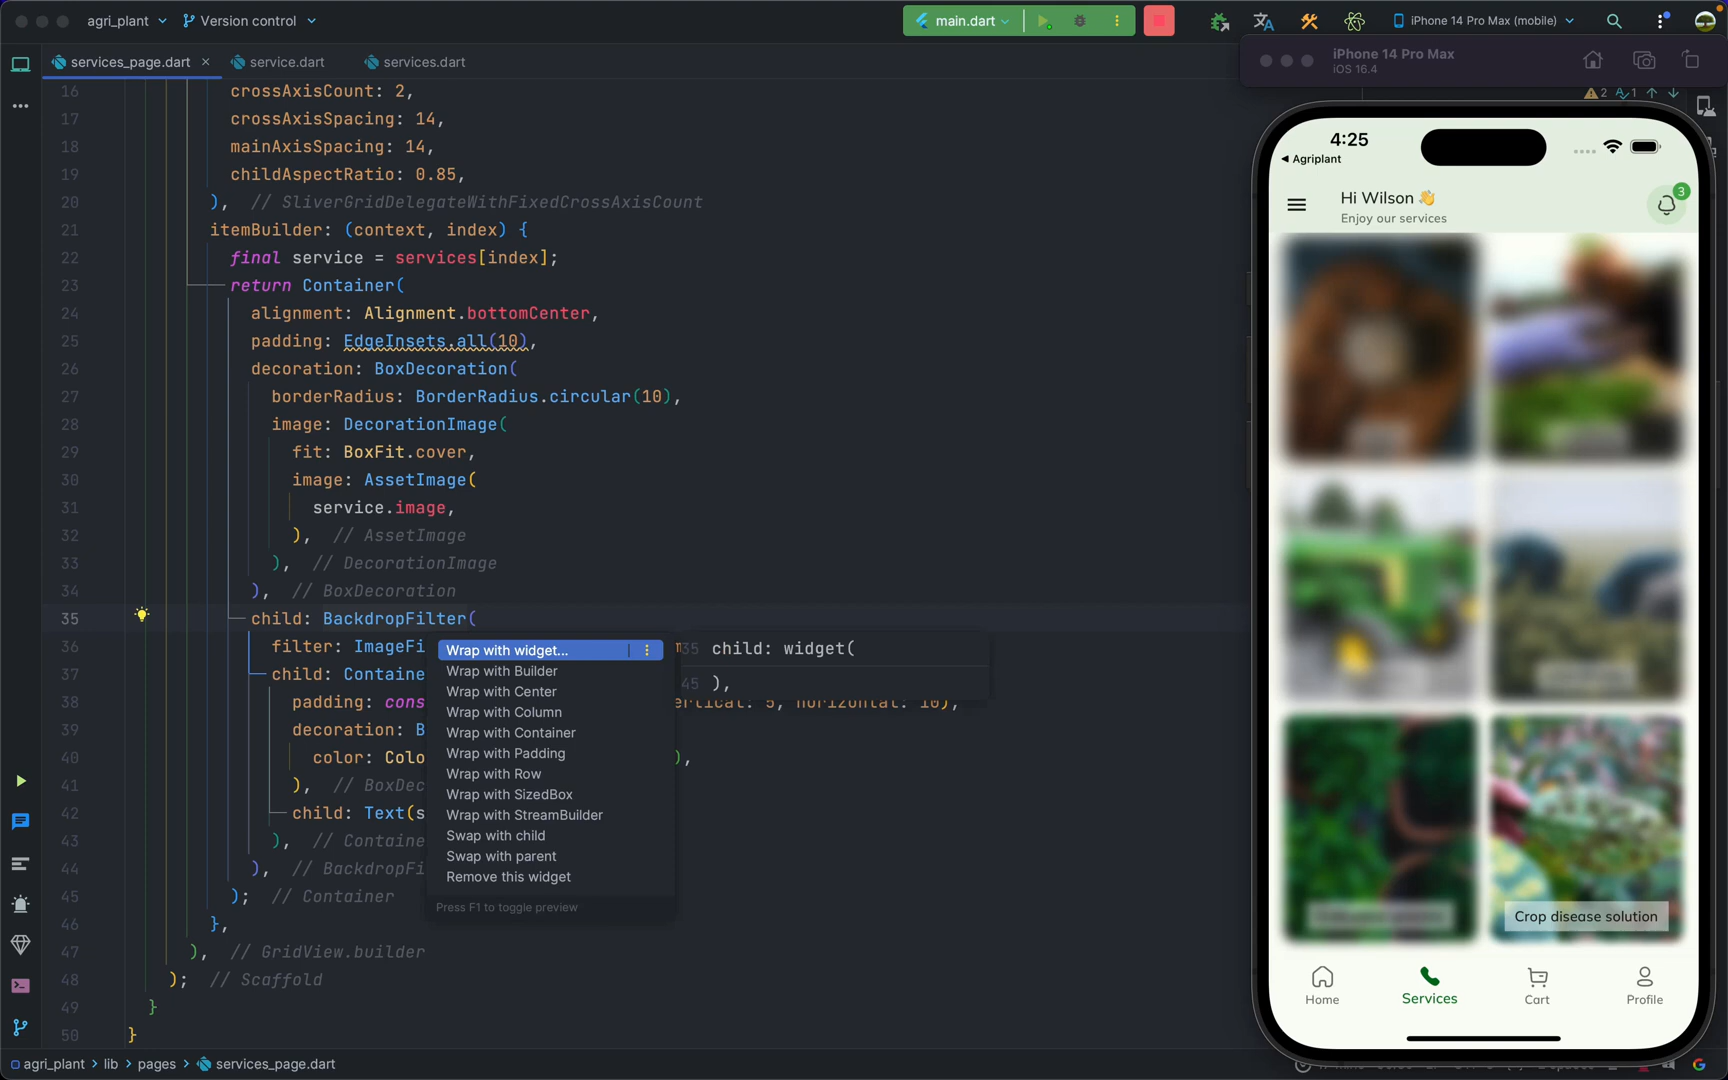 agri_plant
Version control
main.dart
iPhone 14 Pro Max (mobile)
services_page.dart
service.dart
services.dart
iPhone 14 Pro Max
iOS 16.4
2
1
16 crossAxisCount: 2,
17 crossAxisSpacing: 14,
18 mainAxisSpacing: 14,
19 childAspectRatio: 0.85,
20 ), // SliverGridDelegateWithFixedCrossAxisCount
21 itemBuilder: (context, index) {
22 final service = services[index];
23 return Container(
24 alignment: Alignment.bottomCenter,
25 padding: EdgeInsets.all(10),
26 decoration: BoxDecoration(
27 borderRadius: BorderRadius.circular(10),
28 image: DecorationImage(
29 fit: BoxFit.cover,
30 image: AssetImage(
31 service.image,
32 ), // AssetImage
33 ), // DecorationImage
34 ), // BoxDecoration
35 child: BackdropFilter(
36 filter: ImageFi
37 child: Containe
38 padding: cons
39 decoration: B
40 color: Colo ),
41 ), // BoxDec
42 child: Text(s
43 ), // Containe
44 ), // BackdropFi
45 ); // Container
46 },
47 ), // GridView.builder
48 ); // Scaffold
49 }
50 }
Wrap with widget...
Wrap with Builder
Wrap with Center
Wrap with Column
Wrap with Container
Wrap with Padding
Wrap with Row
Wrap with SizedBox
Wrap with StreamBuilder
Swap with child
Swap with parent
Remove this widget
Press F1 to toggle preview
35 child: widget(
45 ),
4:25
Agriplant
Hi Wilson 👋
Enjoy our services
3
Crop disease solution
Home
Services
Cart
Profile
agri_plant > lib > pages > services_page.dart